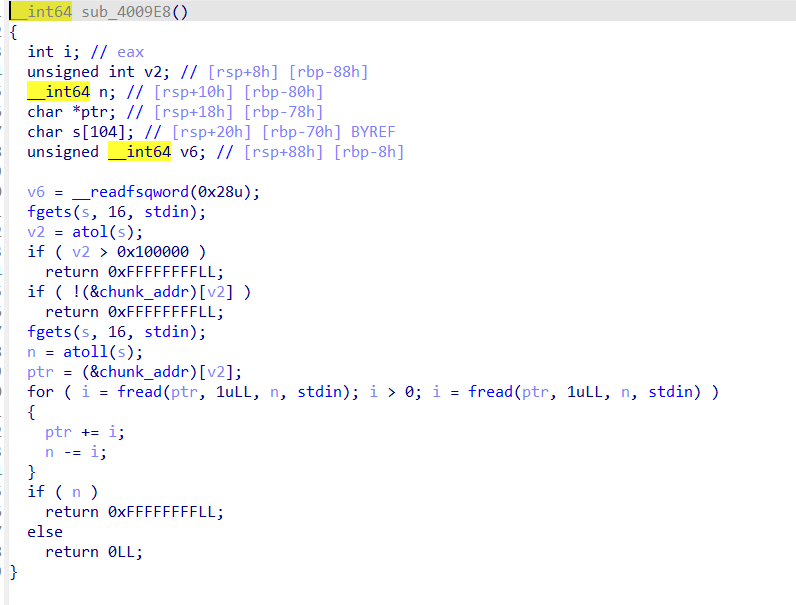 __int64 sub_4009E8()
{
  int i; // eax
  unsigned int v2; // [rsp+8h] [rbp-88h]
  __int64 n; // [rsp+10h] [rbp-80h]
  char *ptr; // [rsp+18h] [rbp-78h]
  char s[104]; // [rsp+20h] [rbp-70h] BYREF
  unsigned __int64 v6; // [rsp+88h] [rbp-8h]

  v6 = __readfsqword(0x28u);
  fgets(s, 16, stdin);
  v2 = atol(s);
  if ( v2 > 0x100000 )
    return 0xFFFFFFFFLL;
  if ( !(&chunk_addr)[v2] )
    return 0xFFFFFFFFLL;
  fgets(s, 16, stdin);
  n = atoll(s);
  ptr = (&chunk_addr)[v2];
  for ( i = fread(ptr, 1uLL, n, stdin); i > 0; i = fread(ptr, 1uLL, n, stdin) )
  {
    ptr += i;
    n -= i;
  }
  if ( n )
    return 0xFFFFFFFFLL;
  else
    return 0LL;
}